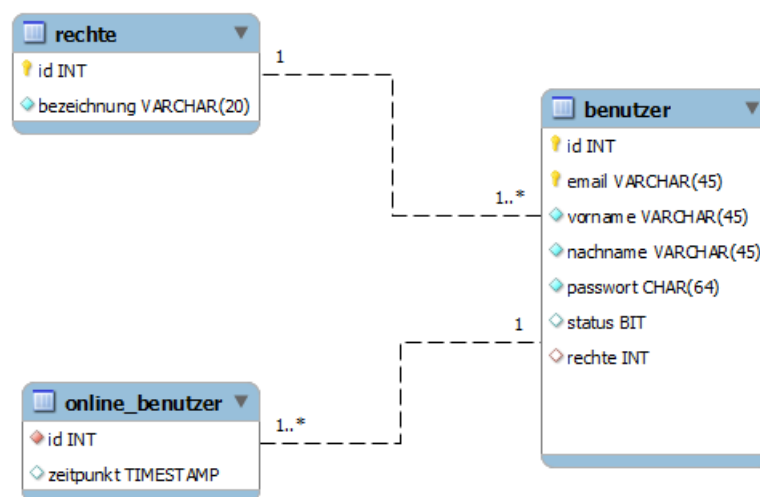 rechte
id INT
bezeichnung VARCHAR(20)
1
1..*
benutzer
id INT
email VARCHAR(45)
vorname VARCHAR(45)
nachname VARCHAR(45)
passwort CHAR(64)
status BIT
rechte INT
1
1..*
online_benutzer
id INT
zeitpunkt TIMESTAMP